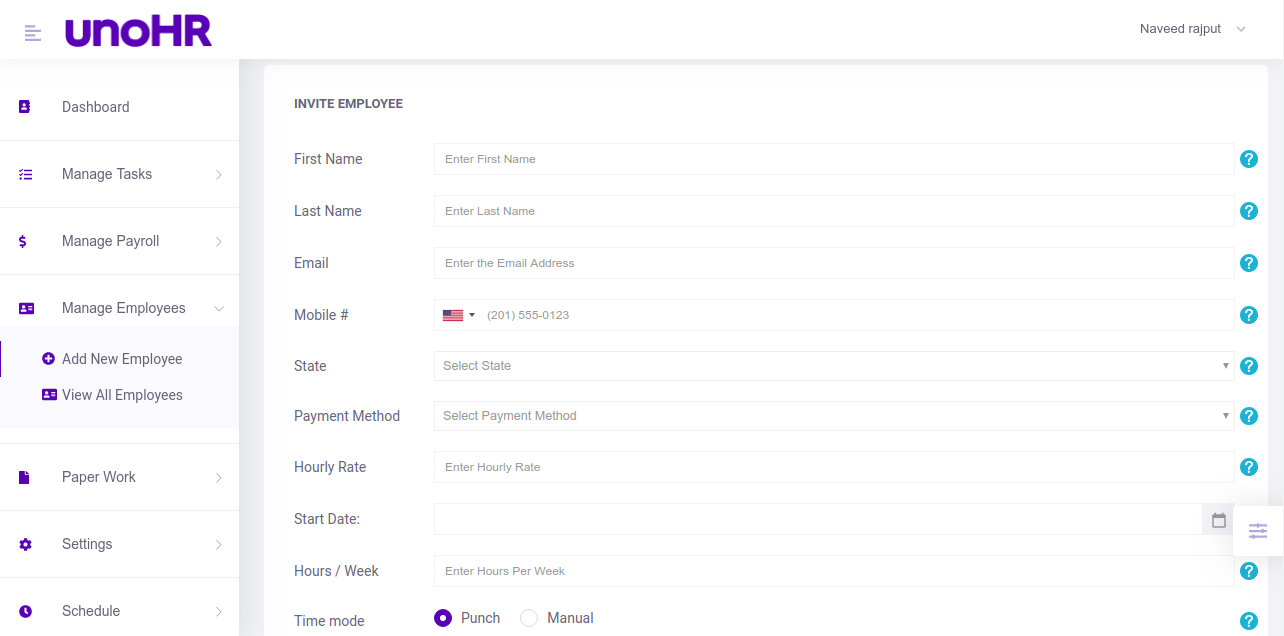 unoHR
Naveed rajput
Dashboard
Manage Tasks
Manage Payroll
Manage Employees
Add New Employee
View All Employees
Paper Work
Settings
Schedule
INVITE EMPLOYEE
First Name Enter First Name ?
Last Name Enter Last Name ?
Email Enter the Email Address ?
Mobile # (201) 555-0123 ?
State Select State ?
Payment Method Select Payment Method ?
Hourly Rate Enter Hourly Rate ?
Start Date:
Hours / Week Enter Hours Per Week ?
Time mode Punch Manual ?